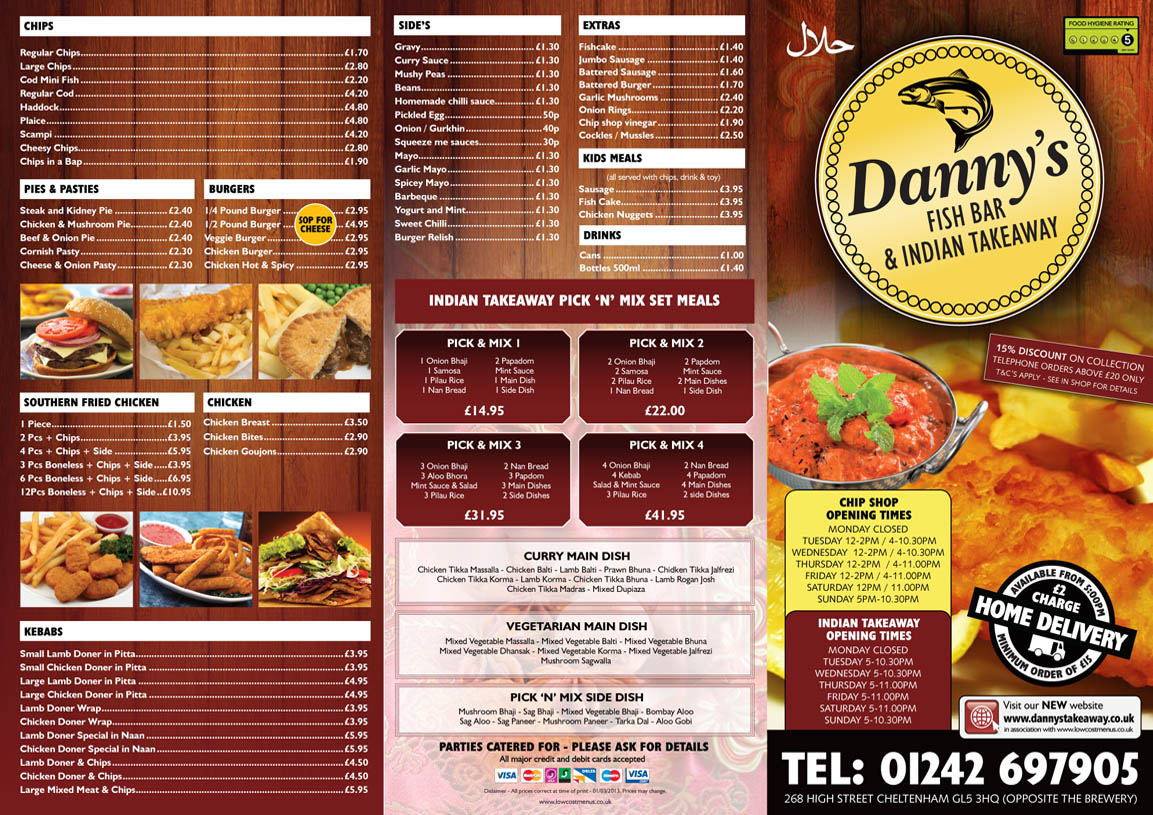 CHIPS
Regular Chips £1.70
Large Chips £2.80
Cod Mini Fish £2.20
Regular Cod £4.20
Haddock £4.80
Plaice £4.80
Scampi £4.20
Cheesy Chips £2.80
Chips in a Bap £1.90
PIES & PASTIES
Steak and Kidney Pie £2.40
Chicken & Mushroom Pie £2.40
Beef & Onion Pie £2.40
Cornish Pasty £2.30
Cheese & Onion Pasty £2.30
BURGERS
1/4 Pound Burger £2.95
1/2 Pound Burger £4.95
Veggie Burger £2.95
Chicken Burger £2.95
Chicken Hot & Spicy £2.95
50P FOR
CHEESE
SOUTHERN FRIED CHICKEN
1 Piece £1.50
2 Pcs + Chips £3.95
4 Pcs + Chips + Side £5.95
3 Pcs Boneless + Chips + Side £3.95
6 Pcs Boneless + Chips + Side £6.95
12Pcs Boneless + Chips + Side £10.95
CHICKEN
Chicken Breast £3.50
Chicken Bites £2.90
Chicken Goujons £2.90
KEBABS
Small Lamb Doner in Pitta £3.95
Small Chicken Doner in Pitta £3.95
Large Lamb Doner in Pitta £4.95
Large Chicken Doner in Pitta £4.95
Lamb Doner Wrap £3.95
Chicken Doner Wrap £3.95
Lamb Doner Special in Naan £5.95
Chicken Doner Special in Naan £5.95
Lamb Doner & Chips £4.50
Chicken Doner & Chips £4.50
Large Mixed Meat & Chips £5.95
SIDE'S
Gravy £1.30
Curry Sauce £1.30
Mushy Peas £1.30
Beans £1.30
Homemade chilli sauce £1.30
Pickled Egg 50p
Onion / Gurkhin 40p
Squeeze me sauces 30p
Mayo £1.30
Garlic Mayo £1.30
Spicey Mayo £1.30
Barbeque £1.30
Yogurt and Mint £1.30
Sweet Chilli £1.30
Burger Relish £1.30
EXTRAS
Fishcake £1.40
Jumbo Sausage £1.40
Battered Sausage £1.60
Battered Burger £1.70
Garlic Mushrooms £2.40
Onion Rings £2.20
Chip shop vinegar £1.90
Cockles / Mussles £2.50
KIDS MEALS
(all served with chips, drink & toy)
Sausage £3.95
Fish Cake £3.95
Chicken Nuggets £3.95
DRINKS
Cans £1.00
Bottles 500ml £1.40
INDIAN TAKEAWAY PICK 'N' MIX SET MEALS
PICK & MIX 1
1 Onion Bhaji 2 Papadom
1 Samosa Mint Sauce
1 Pilau Rice 1 Main Dish
1 Nan Bread 1 Side Dish
£14.95
PICK & MIX 2
2 Onion Bhaji 2 Papdom
2 Samosa Mint Sauce
2 Pilau Rice 2 Main Dishes
1 Nan Bread 1 Side Dish
£22.00
PICK & MIX 3
3 Onion Bhaji 2 Nan Bread
3 Aloo Bhora 3 Papdom
Mint Sauce & Salad 3 Main Dishes
3 Pilau Rice 2 Side Dishes
£31.95
PICK & MIX 4
4 Onion Bhaji 2 Nan Bread
4 Kebab 4 Papadom
Salad & Mint Sauce 4 Main Dishes
3 Pilau Rice 2 side Dishes
£41.95
CURRY MAIN DISH
Chicken Tikka Massalla - Chicken Balti - Lamb Balti - Prawn Bhuna - Chidken Tikka Jalfrezi
Chicken Tikka Korma - Lamb Korma - Chicken Tikka Bhuna - Lamb Rogan Josh
Chicken Tikka Madras - Mixed Dupiaza
VEGETARIAN MAIN DISH
Mixed Vegetable Massalla - Mixed Vegetable Balti - Mixed Vegetable Bhuna
Mixed Vegetable Dhansak - Mixed Vegetable Korma - Mixed Vegetable Jalfrezi
Mushroom Sagwalla
PICK 'N' MIX SIDE DISH
Mushroom Bhaji - Sag Bhaji - Mixed Vegetable Bhaji - Bombay Aloo
Sag Aloo - Sag Paneer - Mushroom Paneer - Tarka Dal - Aloo Gobi
PARTIES CATERED FOR - PLEASE ASK FOR DETAILS
All major credit and debit cards accepted
VISA DELTA VISA
Dislaimer - All prices correct at time of print - 01/03/2013. Prices may change.
www.lowcostmenus.co.uk
حلال
FOOD HYGIENE RATING
0 1 2 3 4 5
Danny's
FISH BAR
& INDIAN TAKEAWAY
15% DISCOUNT ON COLLECTION
TELEPHONE ORDERS ABOVE £20 ONLY
T&C'S APPLY - SEE IN SHOP FOR DETAILS
CHIP SHOP
OPENING TIMES
MONDAY CLOSED
TUESDAY 12-2PM / 4-10.30PM
WEDNESDAY 12-2PM / 4-10.30PM
THURSDAY 12-2PM / 4-11.00PM
FRIDAY 12-2PM / 4-11.00PM
SATURDAY 12PM / 11.00PM
SUNDAY 5PM-10.30PM
INDIAN TAKEAWAY
OPENING TIMES
MONDAY CLOSED
TUESDAY 5-10.30PM
WEDNESDAY 5-10.30PM
THURSDAY 5-11.00PM
FRIDAY 5-11.00PM
SATURDAY 5-11.00PM
SUNDAY 5-10.30PM
AVAILABLE FROM 5:00PM
£2
CHARGE
HOME DELIVERY
MINIMUM ORDER OF £15
Visit our NEW website
www.dannystakeaway.co.uk
in association with www.lowcostmenus.co.uk
TEL: 01242 697905
268 HIGH STREET CHELTENHAM GL5 3HQ (OPPOSITE THE BREWERY)